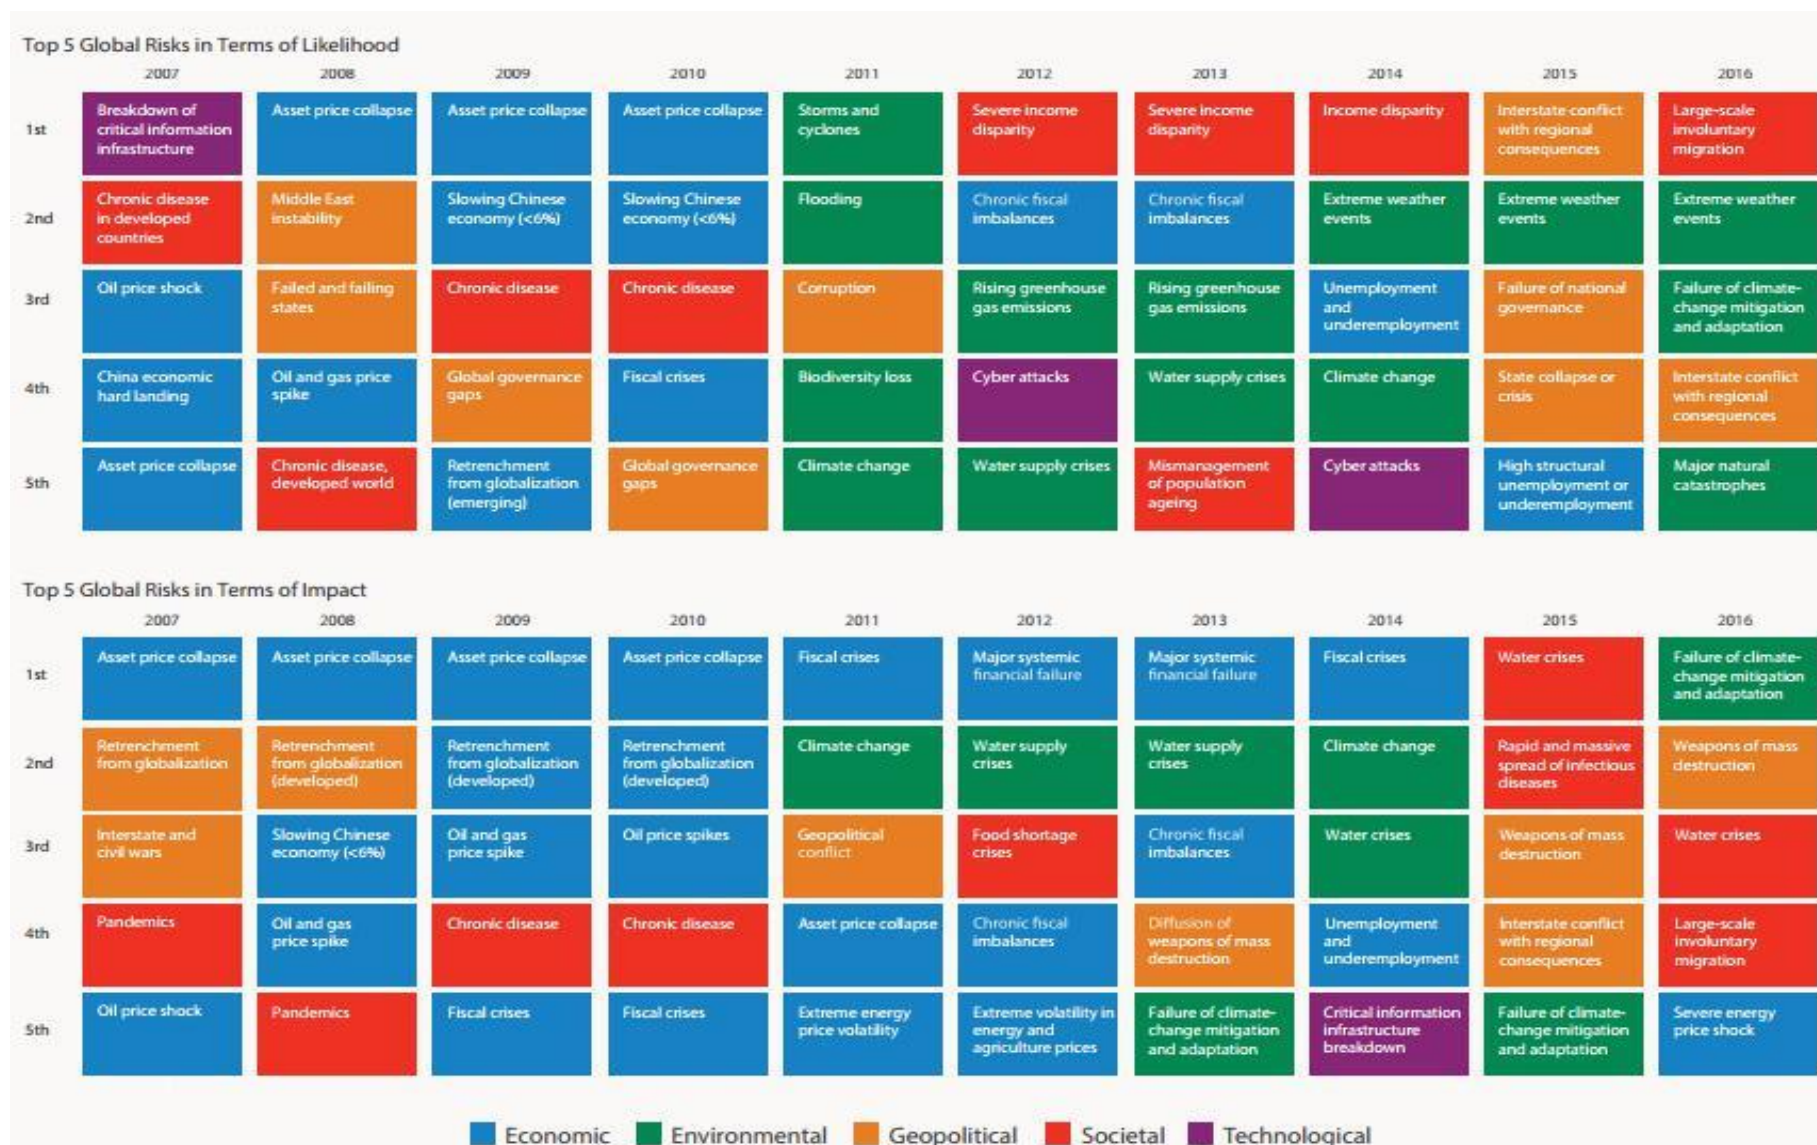 Top 5 Global Risks in Terms of Likelihood
2007 2008 2009 2010 2011 2012 2013 2014 2015 2016
1st
Breakdown of
critical information
infrastructure
Asset price collapse
Asset price collapse
Asset price collapse
Storms and
cyclones
Severe income
disparity
Severe income
disparity
Income disparity
Interstate conflict
with regional
consequences
Large-scale
involuntary
migration
2nd
Chronic disease
in developed
countries
Middle East
instability
Slowing Chinese
economy (<6%)
Slowing Chinese
economy (<6%)
Flooding
Chronic fiscal
imbalances
Chronic fiscal
imbalances
Extreme weather
events
Extreme weather
events
Extreme weather
events
3rd
Oil price shock
Failed and failing
states
Chronic disease
Chronic disease
Corruption
Rising greenhouse
gas emissions
Rising greenhouse
gas emissions
Unemployment
and
underemployment
Failure of national
governance
Failure of climate-
change mitigation
and adaptation
4th
China economic
hard landing
Oil and gas price
spike
Global governance
gaps
Fiscal crises
Biodiversity loss
Cyber attacks
Water supply crises
Climate change
State collapse or
crisis
Interstate conflict
with regional
consequences
5th
Asset price collapse
Chronic disease,
developed world
Retrenchment
from globalization
(emerging)
Global governance
gaps
Climate change
Water supply crises
Mismanagement
of population
ageing
Cyber attacks
High structural
unemployment or
underemployment
Major natural
catastrophes
Top 5 Global Risks in Terms of Impact
2007 2008 2009 2010 2011 2012 2013 2014 2015 2016
1st
Asset price collapse
Asset price collapse
Asset price collapse
Asset price collapse
Fiscal crises
Major systemic
financial failure
Major systemic
financial failure
Fiscal crises
Water crises
Failure of climate-
change mitigation
and adaptation
2nd
Retrenchment
from globalization
Retrenchment
from globalization
(developed)
Retrenchment
from globalization
(developed)
Retrenchment
from globalization
(developed)
Climate change
Water supply
crises
Water supply
crises
Climate change
Rapid and massive
spread of infectious
diseases
Weapons of mass
destruction
3rd
Interstate and
civil wars
Slowing Chinese
economy (<6%)
Oil and gas
price spike
Oil price spikes
Geopolitical
conflict
Food shortage
crises
Chronic fiscal
imbalances
Water crises
Weapons of mass
destruction
Water crises
4th
Pandemics
Oil and gas
price spike
Chronic disease
Chronic disease
Asset price collapse
Chronic fiscal
imbalances
Diffusion of
weapons of mass
destruction
Unemployment
and
underemployment
Interstate conflict
with regional
consequences
Large-scale
involuntary
migration
5th
Oil price shock
Pandemics
Fiscal crises
Fiscal crises
Extreme energy
price volatility
Extreme volatility in
energy and
agriculture prices
Failure of climate-
change mitigation
and adaptation
Critical information
infrastructure
breakdown
Failure of climate-
change mitigation
and adaptation
Severe energy
price shock
Economic Environmental Geopolitical Societal Technological